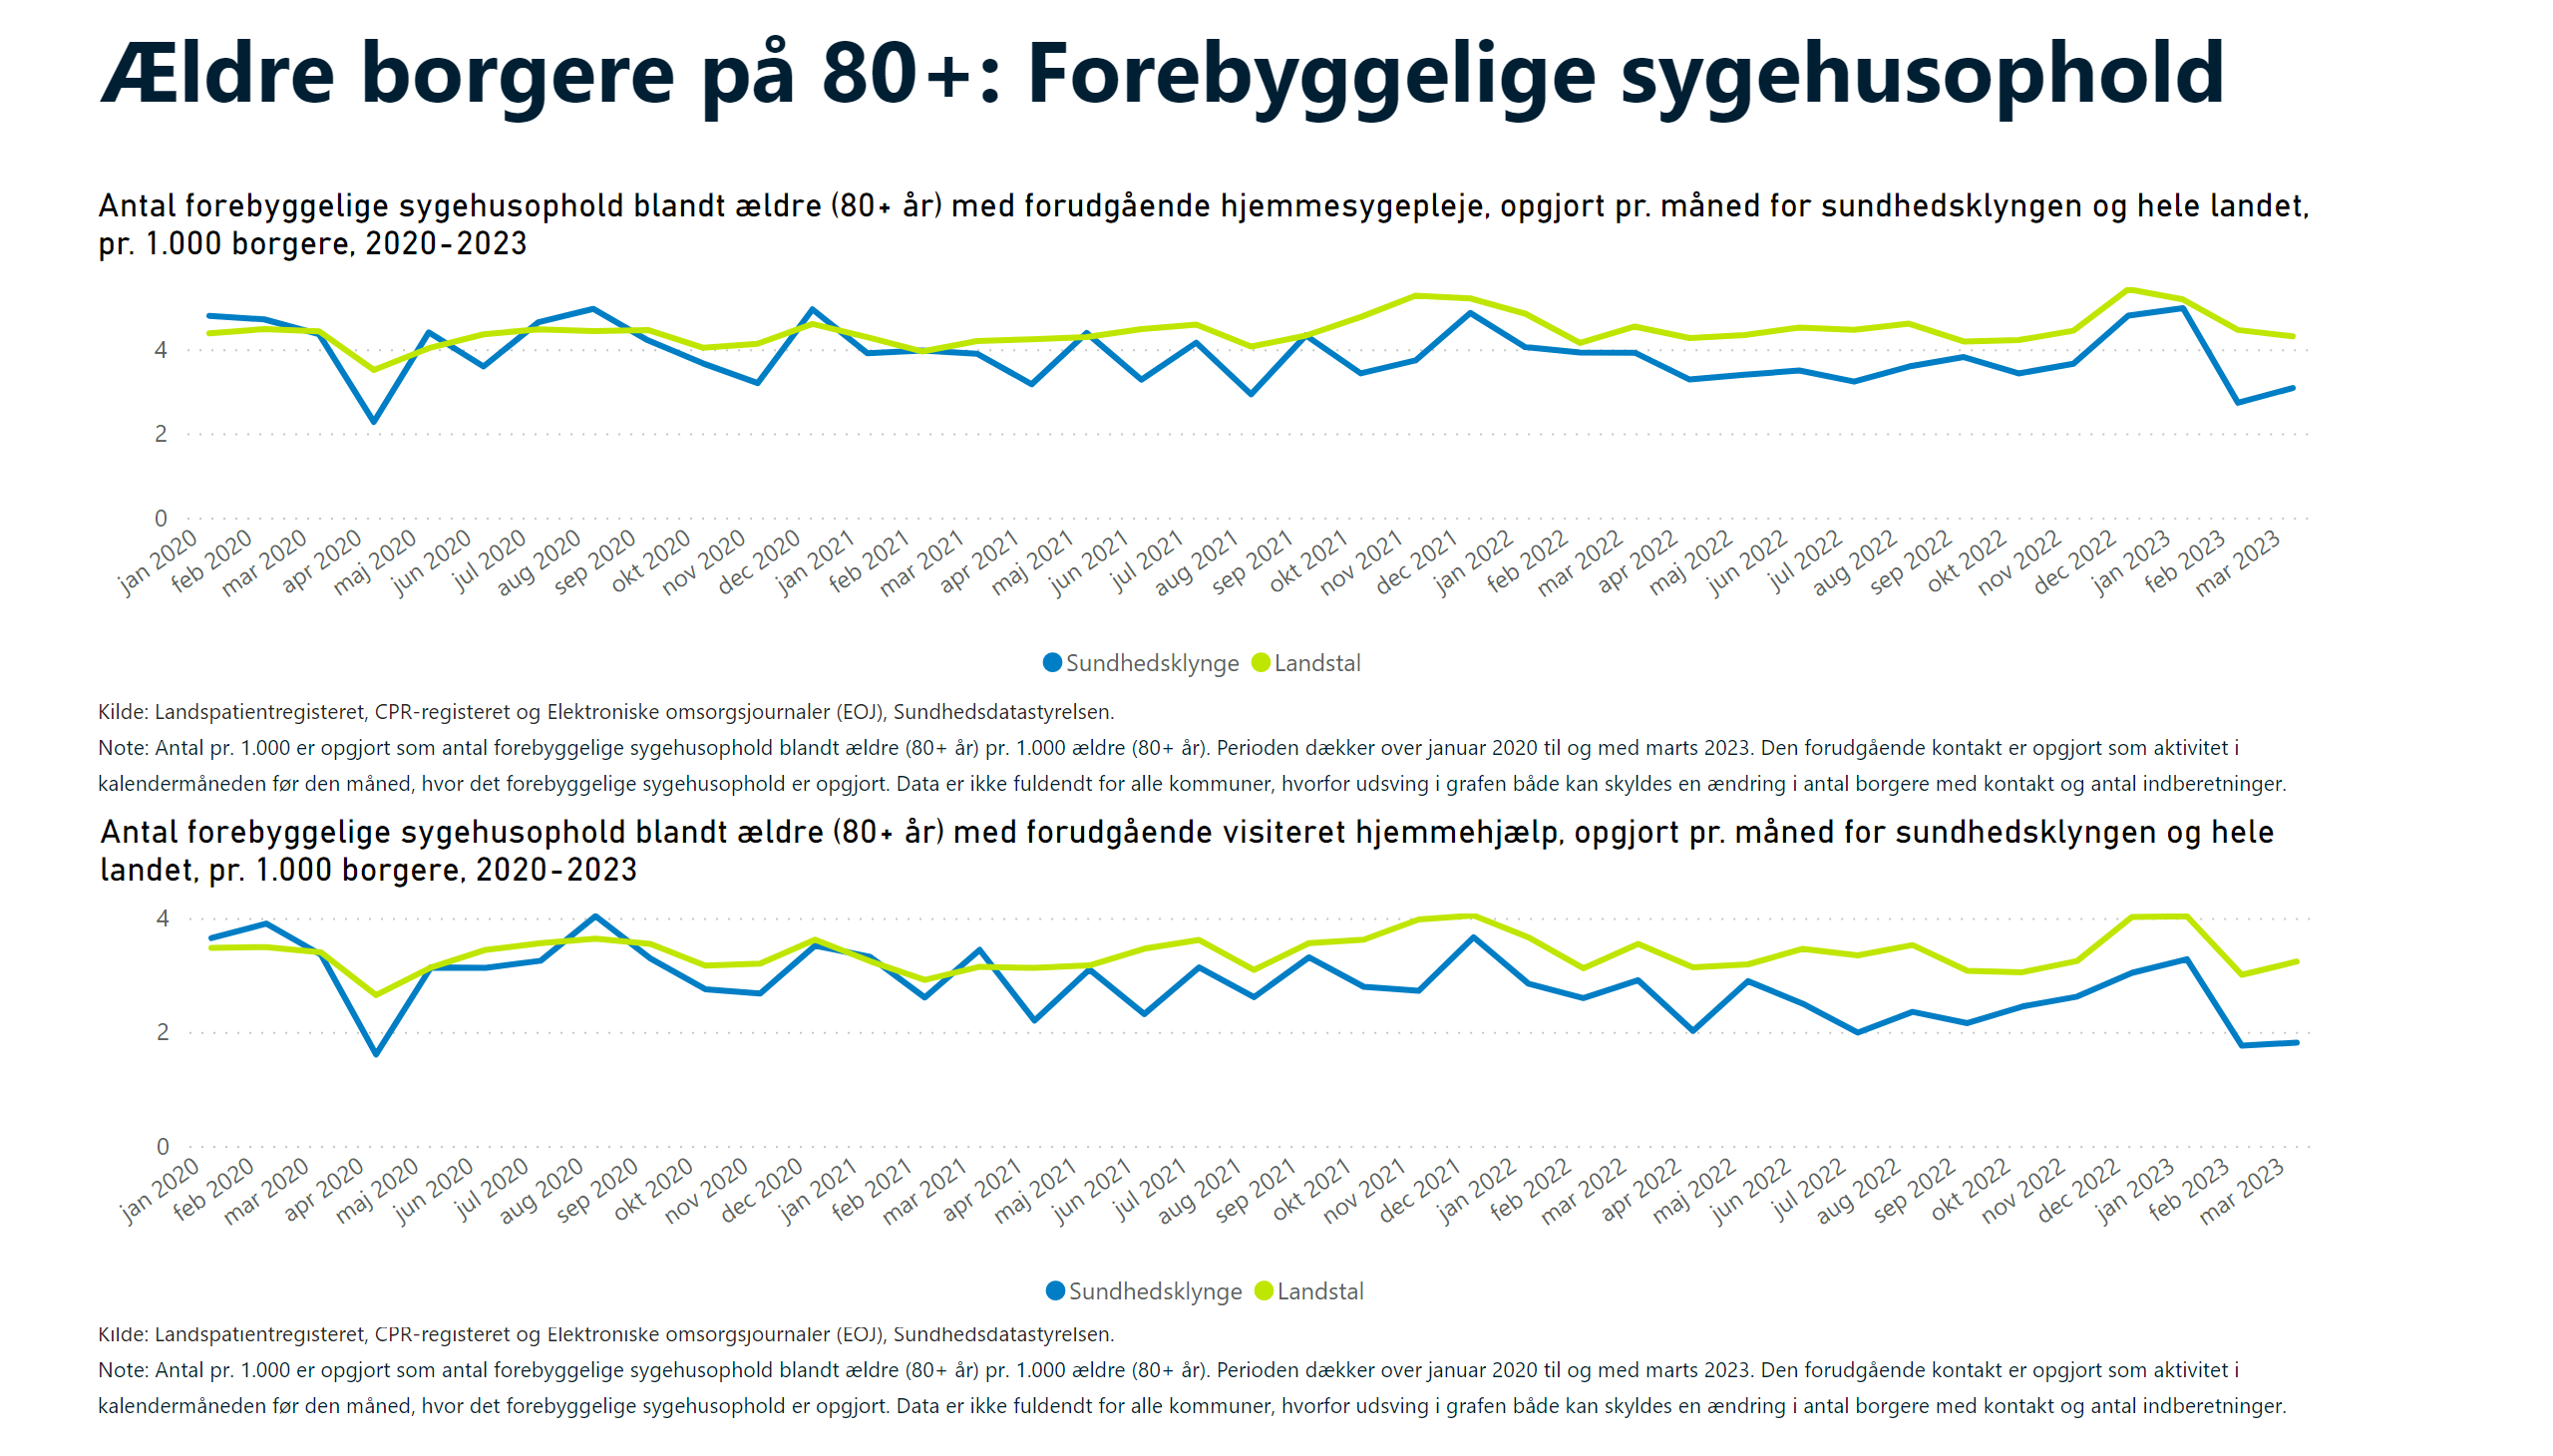 Ældre borgere på 80+: Forebyggelige sygehusophold
Antal forebyggelige sygehusophold blandt ældre (80+ år) med forudgående hjemmesygepleje, opgjort pr. måned for sundhedsklyngen og hele landet,
pr. 1.000 borgere, 2020-2023
4
2
0
jan 2020
feb 2020
mar 2020
apr 2020
maj 2020
jun 2020
jul 2020
aug 2020
sep 2020
okt 2020
nov 2020
dec 2020
jan 2021
feb 2021
mar 2021
apr 2021
maj 2021
jun 2021
jul 2021
aug 2021
sep 2021
okt 2021
nov 2021
dec 2021
jan 2022
feb 2022
mar 2022
apr 2022
maj 2022
jun 2022
jul 2022
aug 2022
sep 2022
okt 2022
nov 2022
dec 2022
jan 2023
feb 2023
mar 2023
Sundhedsklynge Landstal
Kilde: Landspatientregisteret, CPR-registeret og Elektroniske omsorgsjournaler (EOJ), Sundhedsdatastyrelsen.
Note: Antal pr. 1.000 er opgjort som antal forebyggelige sygehusophold blandt ældre (80+ år) pr. 1.000 ældre (80+ år). Perioden dækker over januar 2020 til og med marts 2023. Den forudgående kontakt er opgjort som aktivitet i
kalendermåneden før den måned, hvor det forebyggelige sygehusophold er opgjort. Data er ikke fuldendt for alle kommuner, hvorfor udsving i grafen både kan skyldes en ændring i antal borgere med kontakt og antal indberetninger.
Antal forebyggelige sygehusophold blandt ældre (80+ år) med forudgående visiteret hjemmehjælp, opgjort pr. måned for sundhedsklyngen og hele
landet, pr. 1.000 borgere, 2020-2023
4
2
0
jan 2020
feb 2020
mar 2020
apr 2020
maj 2020
jun 2020
jul 2020
aug 2020
sep 2020
okt 2020
nov 2020
dec 2020
jan 2021
feb 2021
mar 2021
apr 2021
maj 2021
jun 2021
jul 2021
aug 2021
sep 2021
okt 2021
nov 2021
dec 2021
jan 2022
feb 2022
mar 2022
apr 2022
maj 2022
jun 2022
jul 2022
aug 2022
sep 2022
okt 2022
nov 2022
dec 2022
jan 2023
feb 2023
mar 2023
Sundhedsklynge Landstal
Kilde: Landspatientregisteret, CPR-registeret og Elektroniske omsorgsjournaler (EOJ), Sundhedsdatastyrelsen.
Note: Antal pr. 1.000 er opgjort som antal forebyggelige sygehusophold blandt ældre (80+ år) pr. 1.000 ældre (80+ år). Perioden dækker over januar 2020 til og med marts 2023. Den forudgående kontakt er opgjort som aktivitet i
kalendermåneden før den måned, hvor det forebyggelige sygehusophold er opgjort. Data er ikke fuldendt for alle kommuner, hvorfor udsving i grafen både kan skyldes en ændring i antal borgere med kontakt og antal indberetninger.